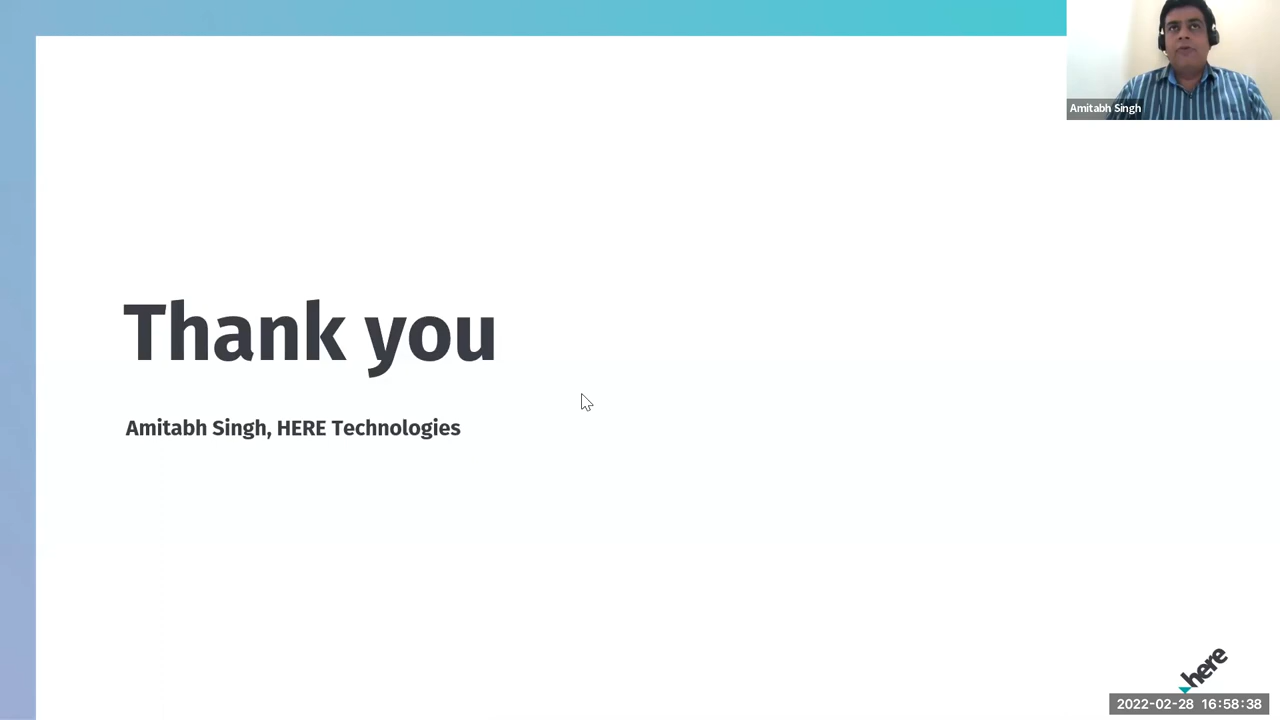 Amitabh Singh
Thank you
Amitabh Singh, HERE Technologies
here
2022-02-28 16:58:38